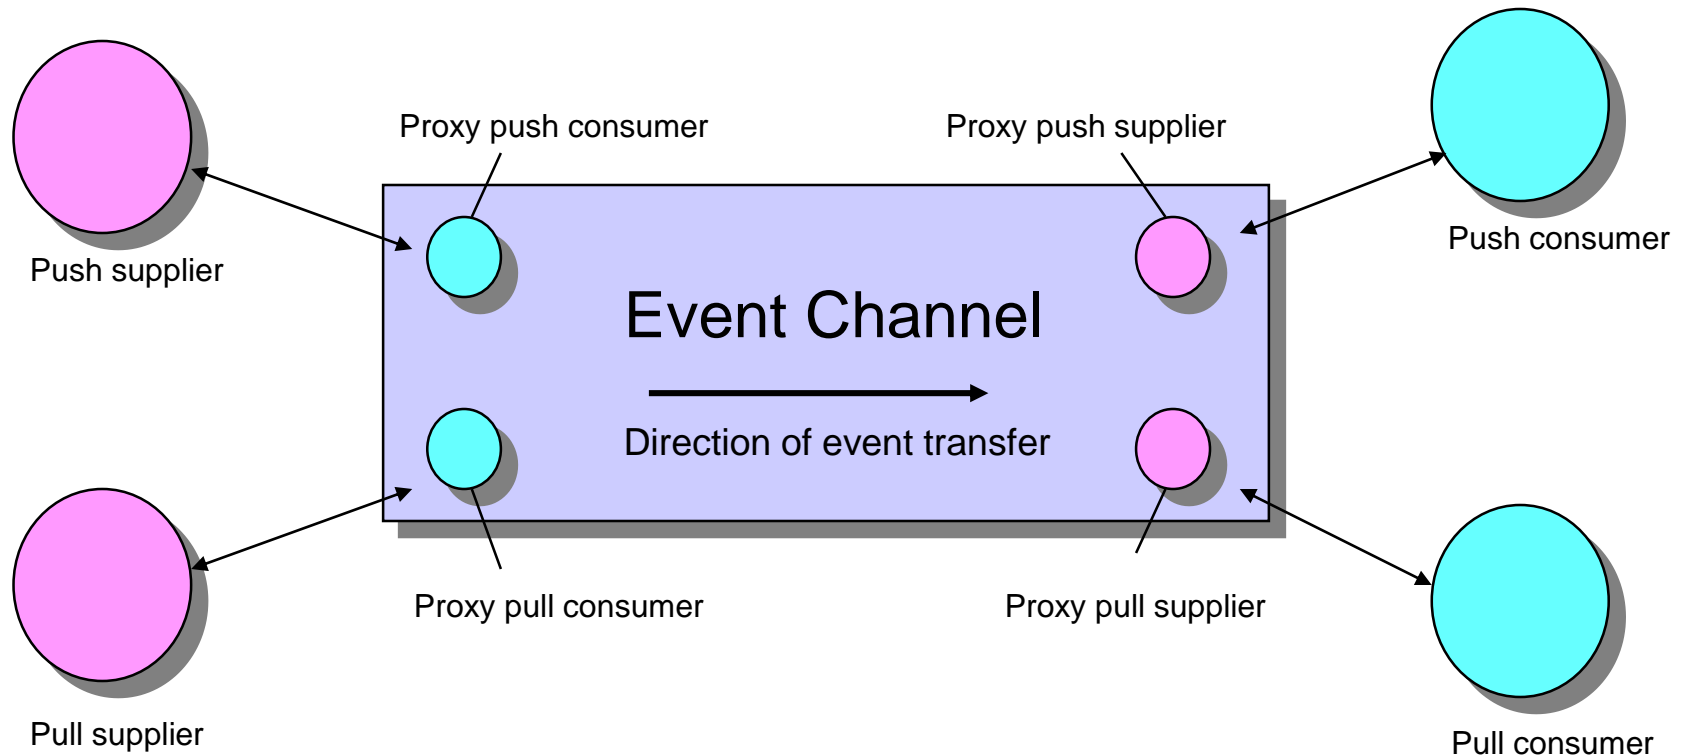 Proxy push consumer
Proxy push supplier
Push supplier
Push consumer
Event Channel
Direction of event transfer
Proxy pull consumer
Proxy pull supplier
Pull supplier
Pull consumer